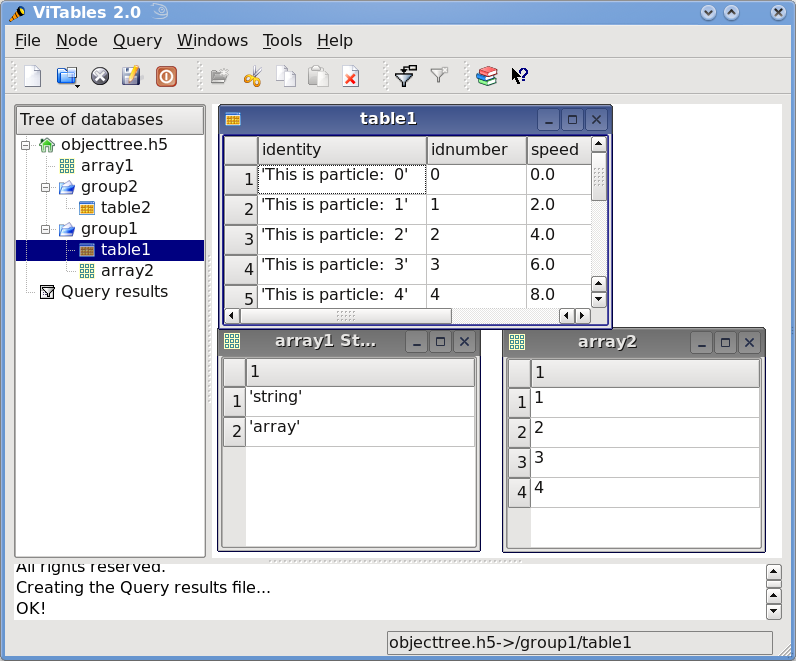 ViTables 2.0
File Node Query Windows Tools Help
Tree of databases
objecttree.h5
array1
group2
table2
group1
table1
array2
Query results
table1
identity idnumber speed
1 'This is particle:  0' 0 0.0
2 'This is particle:  1' 1 2.0
3 'This is particle:  2' 2 4.0
4 'This is particle:  3' 3 6.0
5 'This is particle:  4' 4 8.0
array1 St...
1
1 'string'
2 'array'
array2
1
1 1
2 2
3 3
4 4
All rights reserved.
Creating the Query results file...
OK!
objecttree.h5->/group1/table1